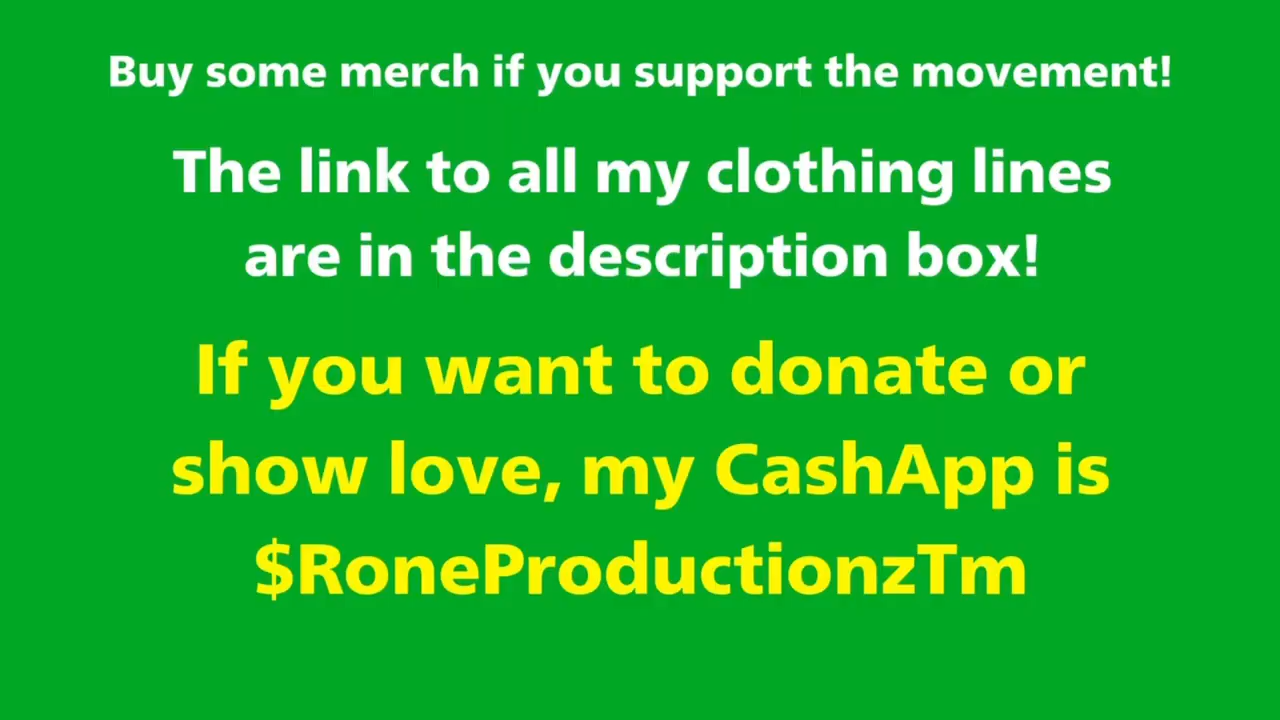 Buy some merch if you support the movement!
The link to all my clothing lines
are in the description box!
If you want to donate or
show love, my CashApp is
$RoneProductionzTm